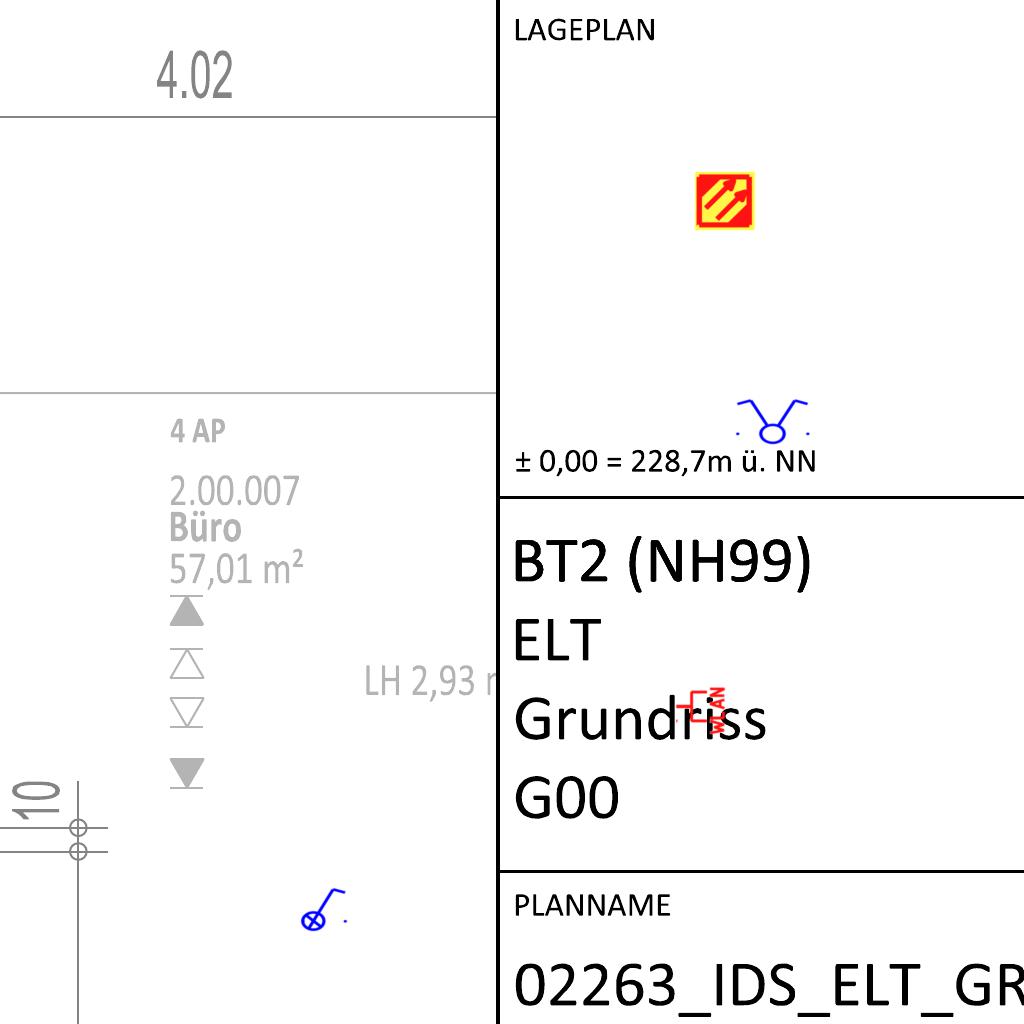 4.02
4 AP
2.00.007
Büro
57,01 m²
LH 2,93
10
LAGEPLAN
± 0,00 = 228,7m ü. NN
BT2 (NH99)
ELT
Grundriss
WLAN
G00
PLANNAME
02263_IDS_ELT_GR